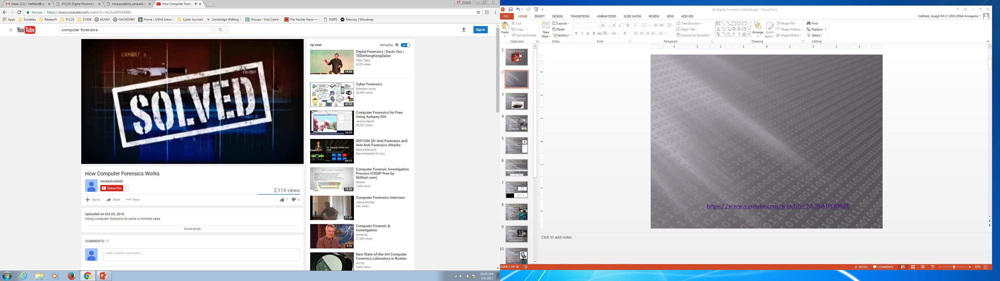 Inbox (11) - hatfield@us
SY110: Digital Forensics
rona.academy.usna.edu/
How Computer Foren
Joseph
Secure
https://www.youtube.com/watch?v=NUSuMWR88Bk
Apps
Societies
Research
SY110
SY304
ALNAV
NAVADMIN
Home :: USNA Intrane
Cyber Journals
Cambridge Walking T
Groups - Visit Cambri
The Hacker News —
NSIPS
Mercury | Woodway
YouTube
computer forensics
Sign in
EXHIBIT A
EXHIBIT
SOLVED
How Computer Forensics Works
mickeyforde08
Subscribe
1
2,114 views
Add to
Share
More
7
0
Uploaded on Oct 25, 2010
Using computer forensics to solve a criminal case.
SHOW MORE
COMMENTS • 7
Add a public comment...
Up next
Autoplay
Digital Forensics | Davin Teo |
TEDxHongKongSalon
TEDx Talks
6,225 views
14:56
Cyber Forensics
Sheenam Arora
38,399 views
40:53
Computer Forensics for Free
Using Autopsy GUI
Jeremy Martin
30,237 views
16:02
DEFCON 20: Anti-Forensics and
Anti-Anti-Forensics Attacks
HackersSecurity
Recommended for you
#3. Separate Wheat from
Chaff
49:11
Computer Forensic Investigation
Process (CISSP Free by
Skillset.com)
Skillset
1,683 views
10:30
Computer Forensics Interview
Janice RItchey
242 views
21:09
Computer Forensic &
Investigation
bitmeorg
21,405 views
9:32
New State-of-the-Art Computer
Forensics Laboratory in Boston
otv102
2,602 views
10:20 AM
4/4/2017
29_Digital_Forensics_Hatfield.pptx - PowerPoint
FILE
HOME
INSERT
DESIGN
TRANSITIONS
ANIMATIONS
SLIDE SHOW
REVIEW
VIEW
ADD-INS
Hatfield, Joseph M LT USN USNA Annapolis
Paste
Cut
Copy
Format Painter
Clipboard
New
Slide
Layout
Reset
Section
Slides
48
Font
Paragraph
Text Direction
Align Text
Convert to SmartArt
Arrange
Quick
Styles
Shape Fill
Shape Outline
Shape Effects
Drawing
Find
Replace
Select
Editing
1
2
3
4
5
6
7
8
9
10
https://www.youtube.com/watch?v=NUSuMWR88Bk
Click to add notes
SLIDE 2 OF 16
NOTES
COMMENTS
93%